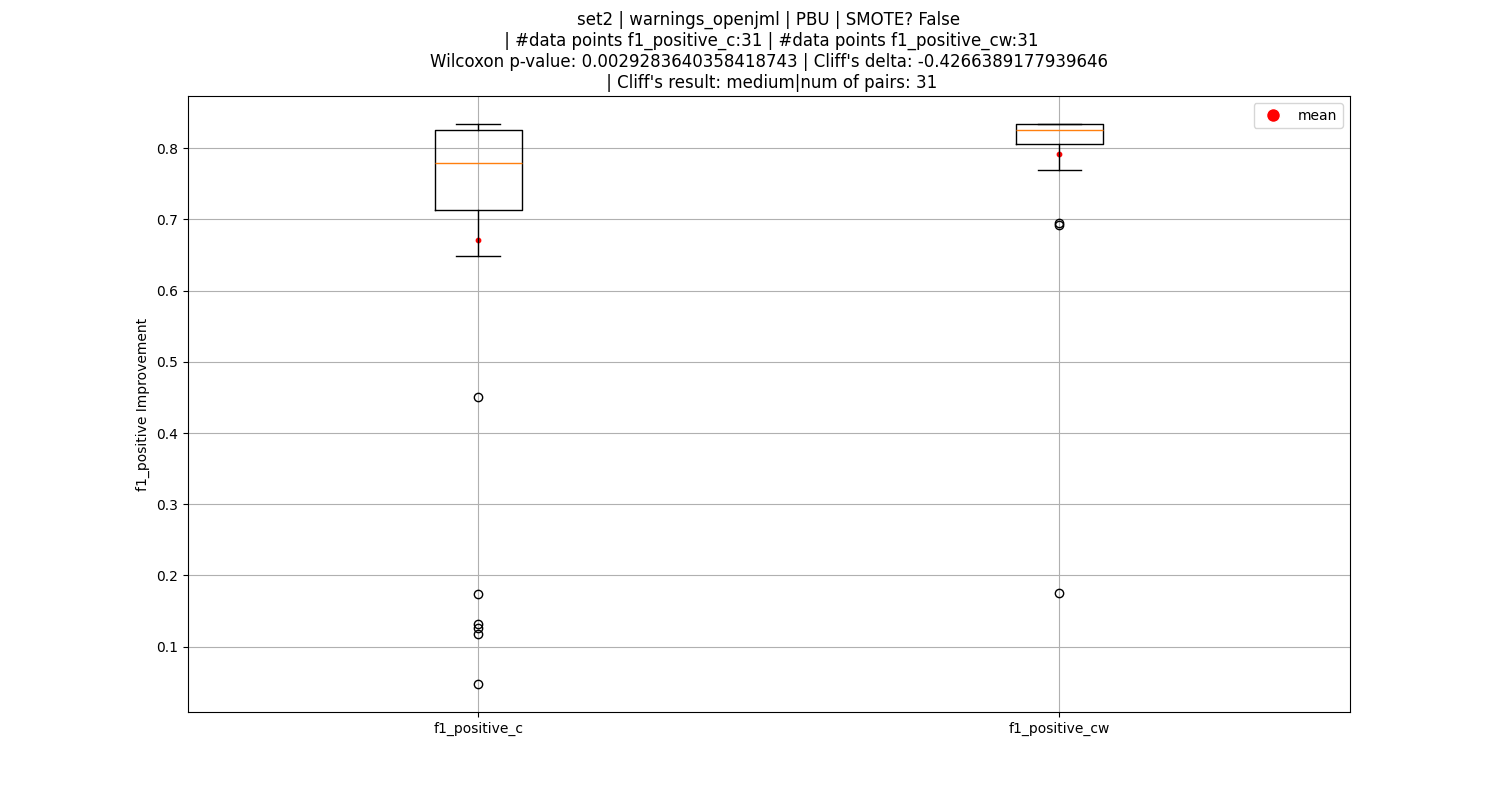 set2 | warnings_openjml | PBU | SMOTE? False
| #data points f1_positive_c:31 | #data points f1_positive_cw:31
Wilcoxon p-value: 0.0029283640358418743 | Cliff's delta: -0.4266389177939646
| Cliff's result: medium|num of pairs: 31
mean
0.8
0.7
0.6
0.5
0.4
0.3
0.2
0.1
f1_positive Improvement
f1_positive_c
f1_positive_cw